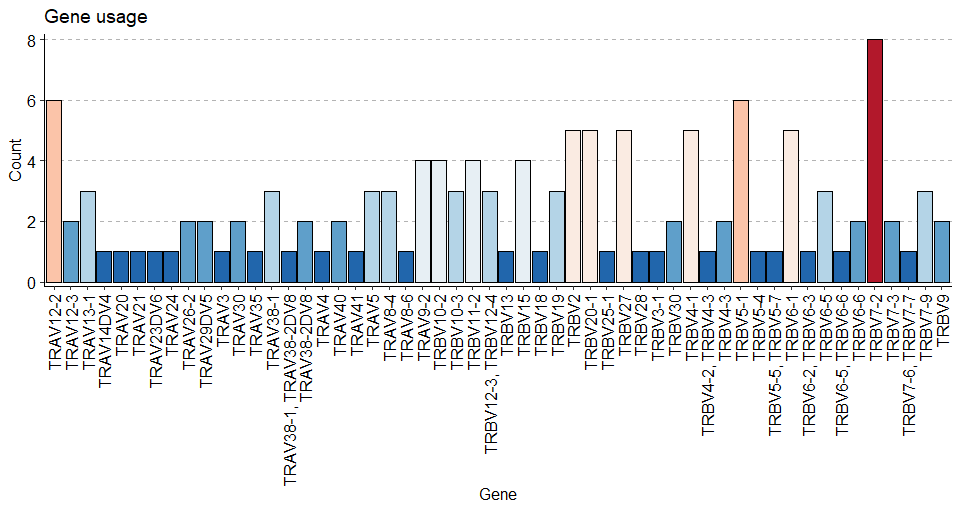 Gene usage
8
6
4
2
0
Count
TRAV12-2
TRAV12-3
TRAV13-1
TRAV14DV4
TRAV20
TRAV21
TRAV23DV6
TRAV24
TRAV26-2
TRAV29DV5
TRAV3
TRAV30
TRAV35
TRAV38-1
TRAV38-1, TRAV38-2DV8
TRAV38-2DV8
TRAV4
TRAV40
TRAV41
TRAV5
TRAV8-4
TRAV8-6
TRAV9-2
TRBV10-2
TRBV10-3
TRBV11-2
TRBV12-3, TRBV12-4
TRBV13
TRBV15
TRBV18
TRBV19
TRBV2
TRBV20-1
TRBV25-1
TRBV27
TRBV28
TRBV3-1
TRBV30
TRBV4-1
TRBV4-2, TRBV4-3
TRBV4-3
TRBV5-1
TRBV5-4
TRBV5-5, TRBV5-7
TRBV6-1
TRBV6-2, TRBV6-3
TRBV6-5
TRBV6-5, TRBV6-6
TRBV6-6
TRBV7-2
TRBV7-3
TRBV7-6, TRBV7-7
TRBV7-9
TRBV9
Gene